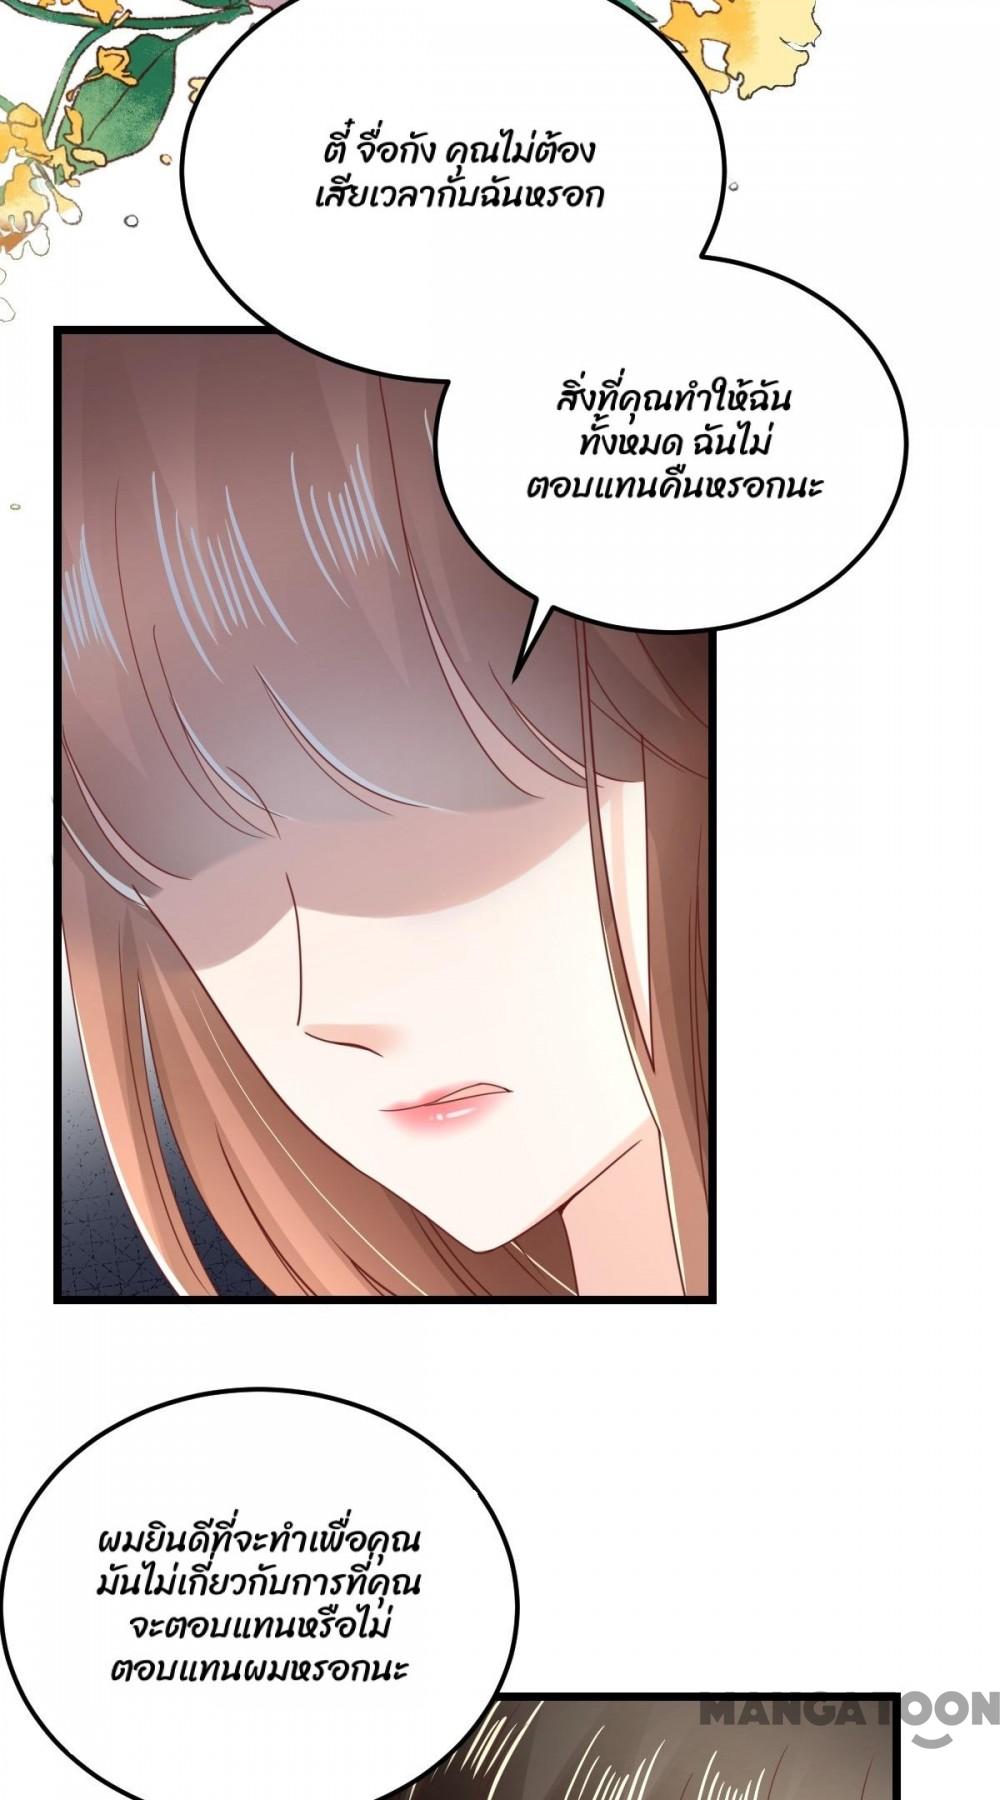 ตี๋ จื่อกัง คุณไม่ต้อง
เสียเวลากับฉันหรอก
สิ่งที่คุณทำให้ฉัน
ทั้งหมด ฉันไม่
ตอบแทนคืนหรอกนะ
ผมยินดีที่จะทำเพื่อคุณ
มันไม่เกี่ยวกับการที่คุณ
จะตอบแทนหรือไม่
ตอบแทนผมหรอกนะ
MANGATOON